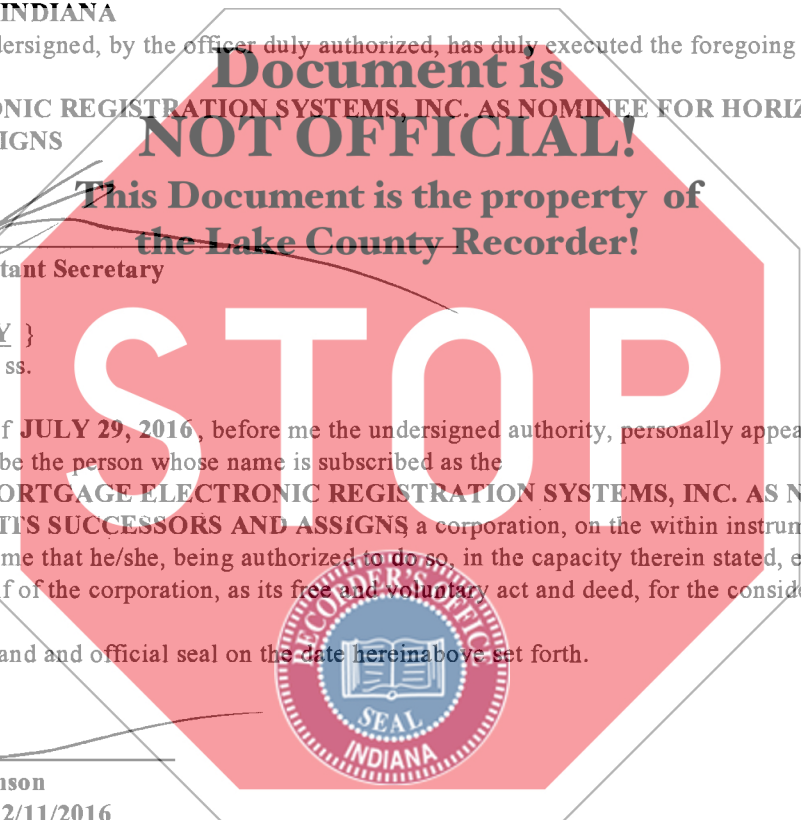 INDIANA
dersigned, by the officer duly authorized, has duly executed the foregoing
Document is
ONIC REGISTRATION SYSTEMS, INC. AS NOMINEE FOR HORIZ
IGNS
NOT OFFICIAL!
This Document is the property of
the Lake County Recorder!
tant Secretary
Y }
ss.
STOP
f JULY 29, 2016, before me the undersigned authority, personally appea
be the person whose name is subscribed as the
ORTGAGE ELECTRONIC REGISTRATION SYSTEMS, INC. AS N
ITS SUCCESSORS AND ASSIGNS, a corporation, on the within instrum
me that he/she, being authorized to do so, in the capacity therein stated, e
lf of the corporation, as its free and voluntary act and deed, for the conside
and and official seal on the date hereinabove set forth.
RECORDER'S OFFICE
SEAL
INDIANA
nson
2/11/2016